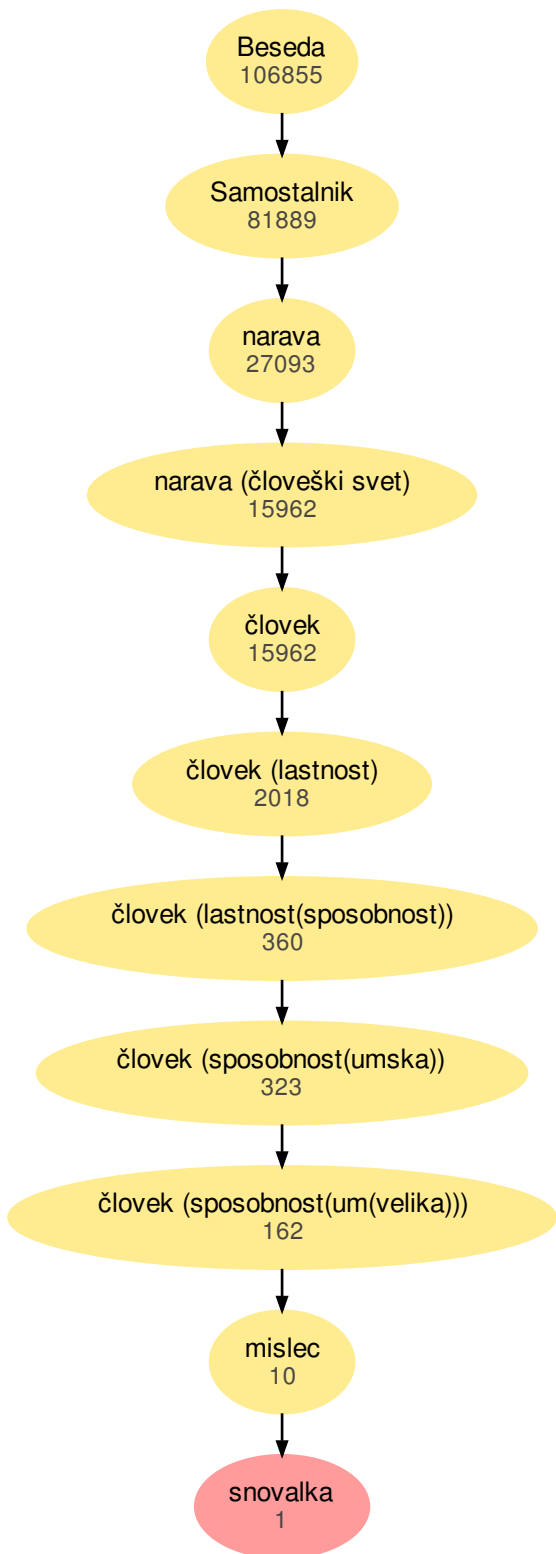 Beseda
106855
Samostalnik
81889
narava
27093
narava (človeški svet)
15962
človek
15962
človek (lastnost)
2018
človek (lastnost(sposobnost))
360
človek (sposobnost(umska))
323
človek (sposobnost(um(velika)))
162
mislec
10
snovalka
1